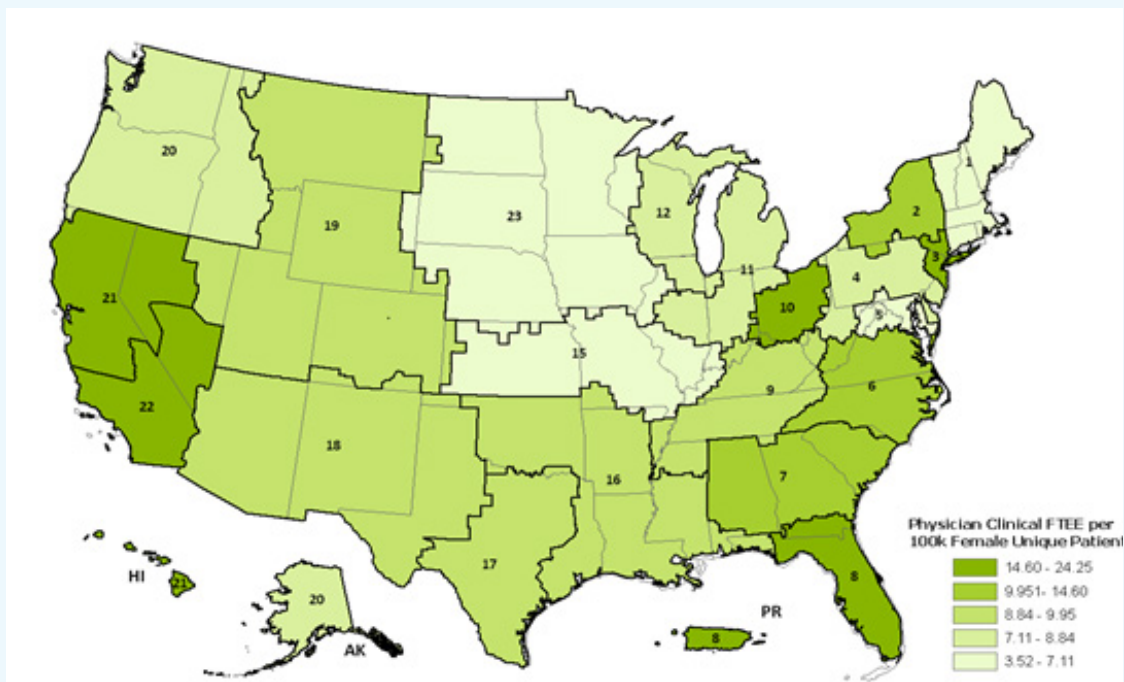 1
20
2
23
12
19
3
4
11
21
10
5
15
9
6
22
18
7
16
Physician Clinical FTEE per
100k Female Unique Patient
14.60 - 24.25
9.951- 14.60
8.84 - 9.95
7.11 - 8.84
3.52 - 7.11
17
8
HI
21
20
AK
PR
8